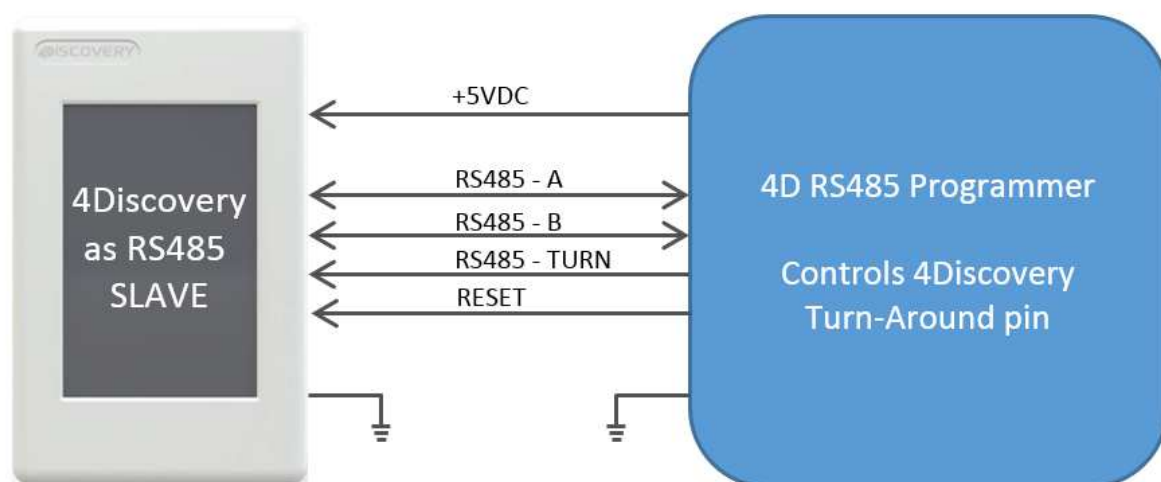 4DISCOVERY
+5VDC
RS485 - A
RS485 - B
RS485 - TURN
RESET
4Discovery
as RS485
SLAVE
4D RS485 Programmer
Controls 4Discovery
Turn-Around pin